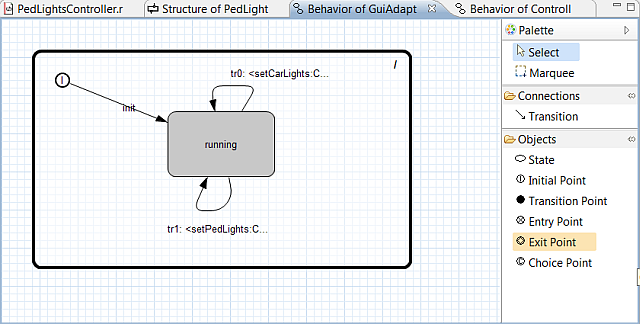 PedLightsController.r
Structure of PedLight
Behavior of GuiAdapt
Behavior of Controll
Palette
Select
Marquee
Connections
Transition
Objects
State
Initial Point
Transition Point
Entry Point
Exit Point
Choice Point
/
I
tr0: <setCarLights:C...
init
running
tr1: <setPedLights:C...